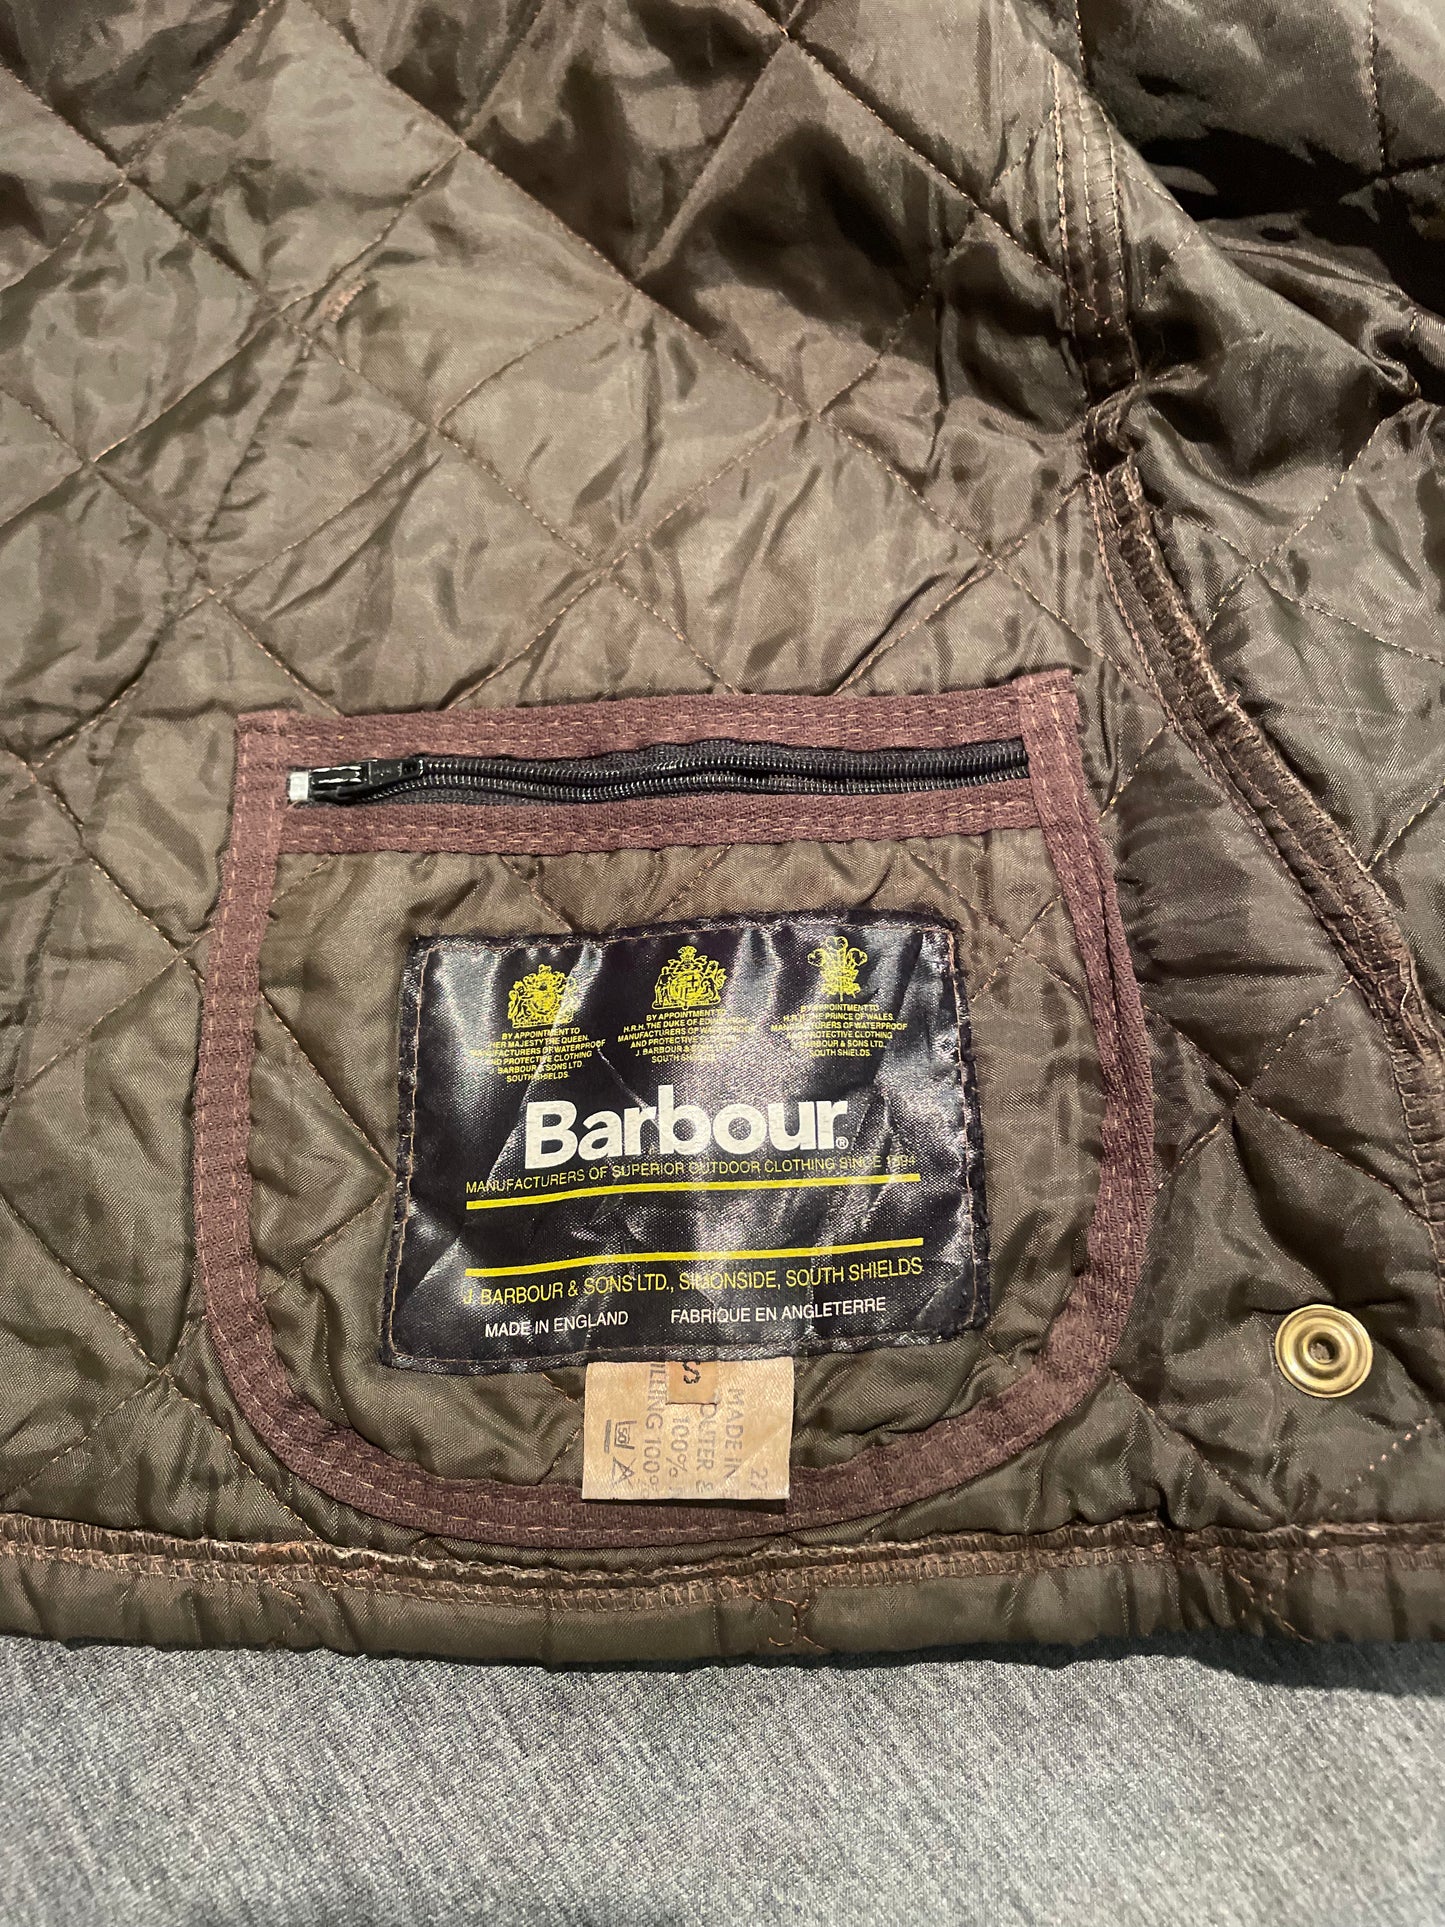 BY APPOINTMENT TO
HER MAJESTY THE QUEEN.
MANUFACTURERS OF WATERPROOF
AND PROTECTIVE CLOTHING
BARBOUR & SONS LTD.
SOUTH SHIELDS.
BY APPOINTMENT TO
H.R.H. THE DUKE OF EDINBURGH
MANUFACTURERS OF WATERPROOF
AND PROTECTIVE CLOTHING
J. BARBOUR & SONS LTD.
SOUTH SHIELDS
BY APPOINTMENT TO
H.R.H. THE PRINCE OF WALES.
MANUFACTURERS OF WATERPROOF
AND PROTECTIVE CLOTHING
BARBOUR & SONS LTD.,
SOUTH SHIELDS.
Barbour®
MANUFACTURERS OF SUPERIOR OUTDOOR CLOTHING SINCE 1894
J. BARBOUR & SONS LTD., SIMONSIDE, SOUTH SHIELDS
MADE IN ENGLAND FABRIQUE EN ANGLETERRE
27
MADE IN
OUTER &
100%
S
FILLING 100%
50
A